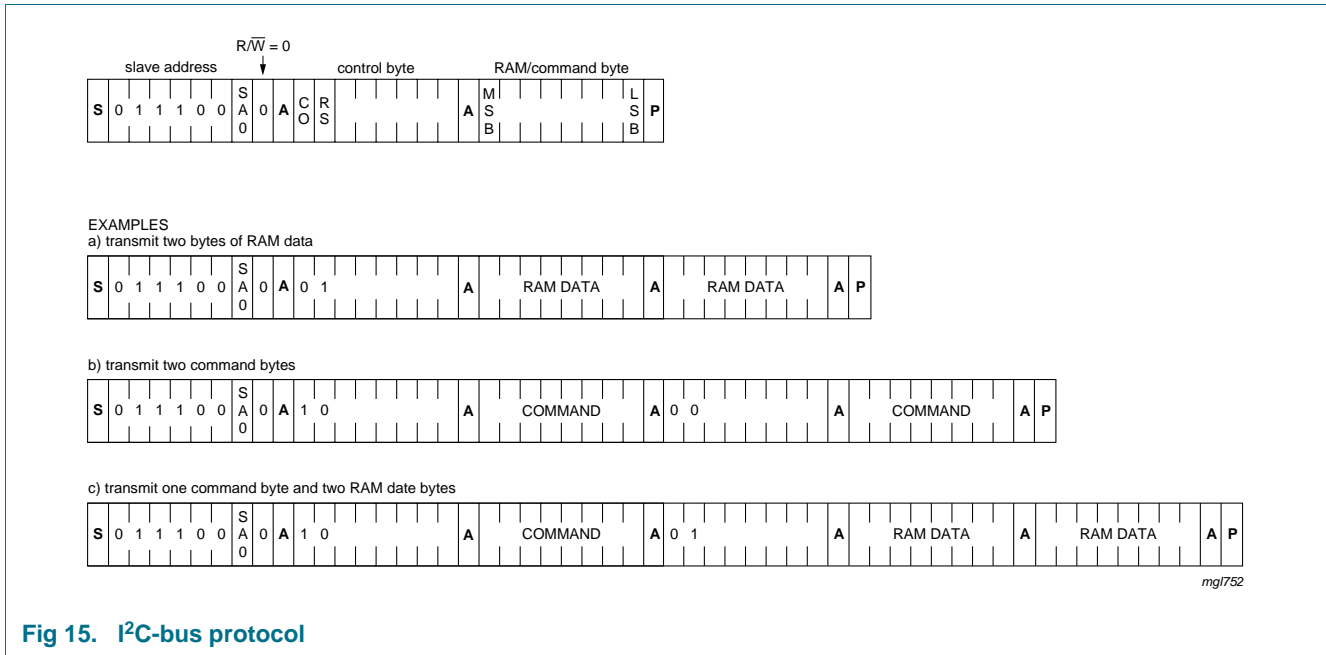 R/W = 0
slave address control byte RAM/command byte
S 0 1 1 1 0 0 SA0 0 A CO RS A MSB LSB P
EXAMPLES
a) transmit two bytes of RAM data
S 0 1 1 1 0 0 SA0 0 A 0 1 A RAM DATA A RAM DATA A P
b) transmit two command bytes
S 0 1 1 1 0 0 SA0 0 A 1 0 A COMMAND A 0 0 A COMMAND A P
c) transmit one command byte and two RAM date bytes
S 0 1 1 1 0 0 SA0 0 A 1 0 A COMMAND A 0 1 A RAM DATA A RAM DATA A P
mgl752
Fig 15. I²C-bus protocol